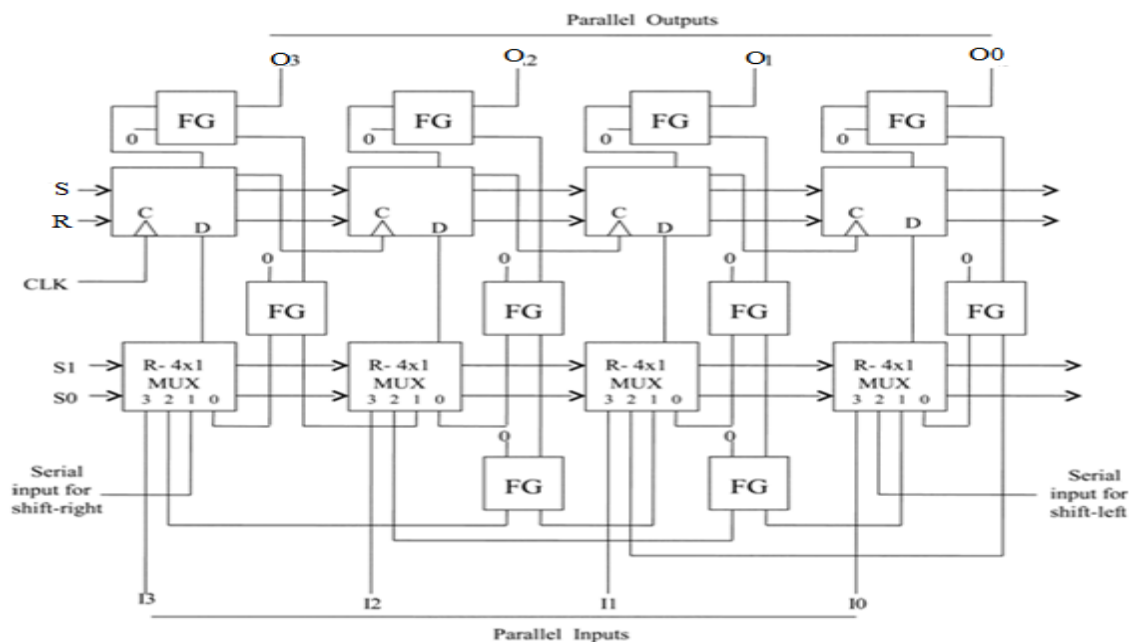 Parallel Outputs
O3 O2 O1 O0
FG FG FG FG
0 0 0 0
S
R
C D C D C D C D
CLK
0 0 0 0
FG FG FG FG
S1
S0
R- 4x1 R- 4x1 R- 4x1 R- 4x1
MUX MUX MUX MUX
3 2 1 0 3 2 1 0 3 2 1 0 3 2 1 0
0 0
FG FG
Serial
input for
shift-right
Serial
input for
shift-left
I3 I2 I1 I0
Parallel Inputs